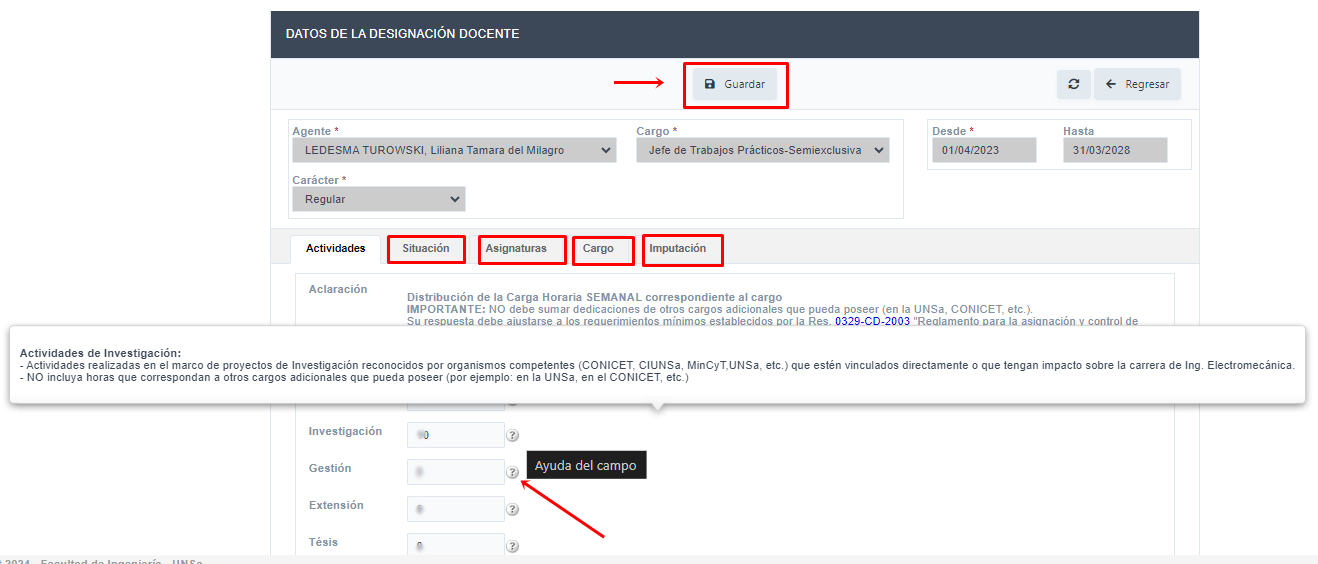 DATOS DE LA DESIGNACIÓN DOCENTE
Guardar
Regresar
Agente *
Cargo *
Desde *
Hasta
LEDESMA TUROWSKI, Liliana Tamara del Milagro
Jefe de Trabajos Prácticos-Semiexclusiva
01/04/2023
31/03/2028
Carácter *
Regular
Actividades
Situación
Asignaturas
Cargo
Imputación
Aclaración
Distribución de la Carga Horaria SEMANAL correspondiente al cargo
IMPORTANTE: NO debe sumar dedicaciones de otros cargos adicionales que pueda poseer (en la UNSa, CONICET, etc.).
Su respuesta debe ajustarse a los requerimientos mínimos establecidos por la Res. 0329-CD-2003 "Reglamento para la asignación y control de
Actividades de Investigación:
- Actividades realizadas en el marco de proyectos de Investigación reconocidos por organismos competentes (CONICET, CIUNSa, MinCyT,UNSa, etc.) que estén vinculados directamente o que tengan impacto sobre la carrera de Ing. Electromecánica.
- NO incluya horas que correspondan a otros cargos adicionales que pueda poseer (por ejemplo: en la UNSa, en el CONICET, etc.)
Investigación
?
Gestión
?
Ayuda del campo
Extensión
?
Tésis
?
2024 - Facultad de Ingeniería - UNSa